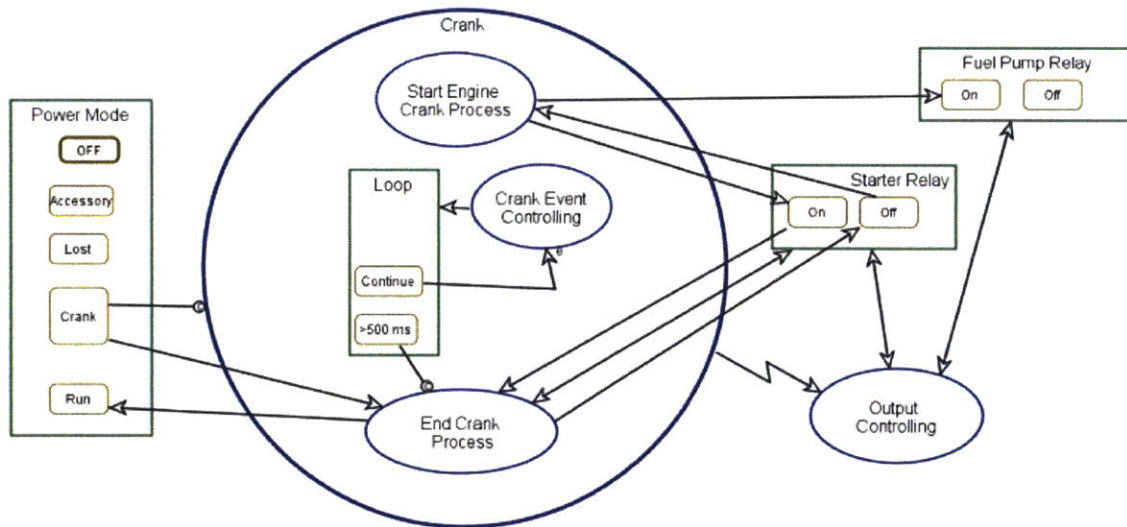 Crank
Start Engine
Crank Process
Fuel Pump Relay
On
Off
Power Mode
OFF
Accessory
Lost
Crank
Run
Loop
Continue
>500 ms
Crank Event
Controlling
e
Starter Relay
On
Off
c
c
End Crank
Process
Output
Controlling